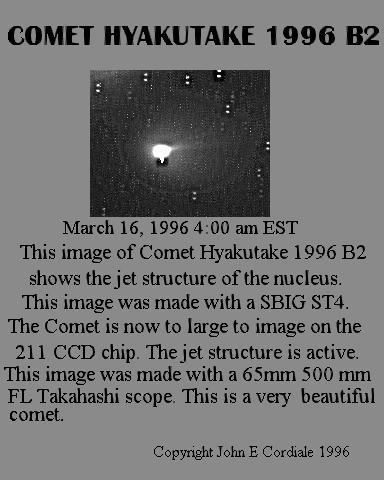 COMET HYAKUTAKE 1996 B2
March 16, 1996 4:00 am EST
This image of Comet Hyakutake 1996 B2
shows the jet structure of the nucleus.
This image was made with a SBIG ST4.
The Comet is now to large to image on the
211 CCD chip. The jet structure is active.
This image was made with a 65mm 500 mm
FL Takahashi scope. This is a very beautiful
comet.
Copyright John E Cordiale 1996